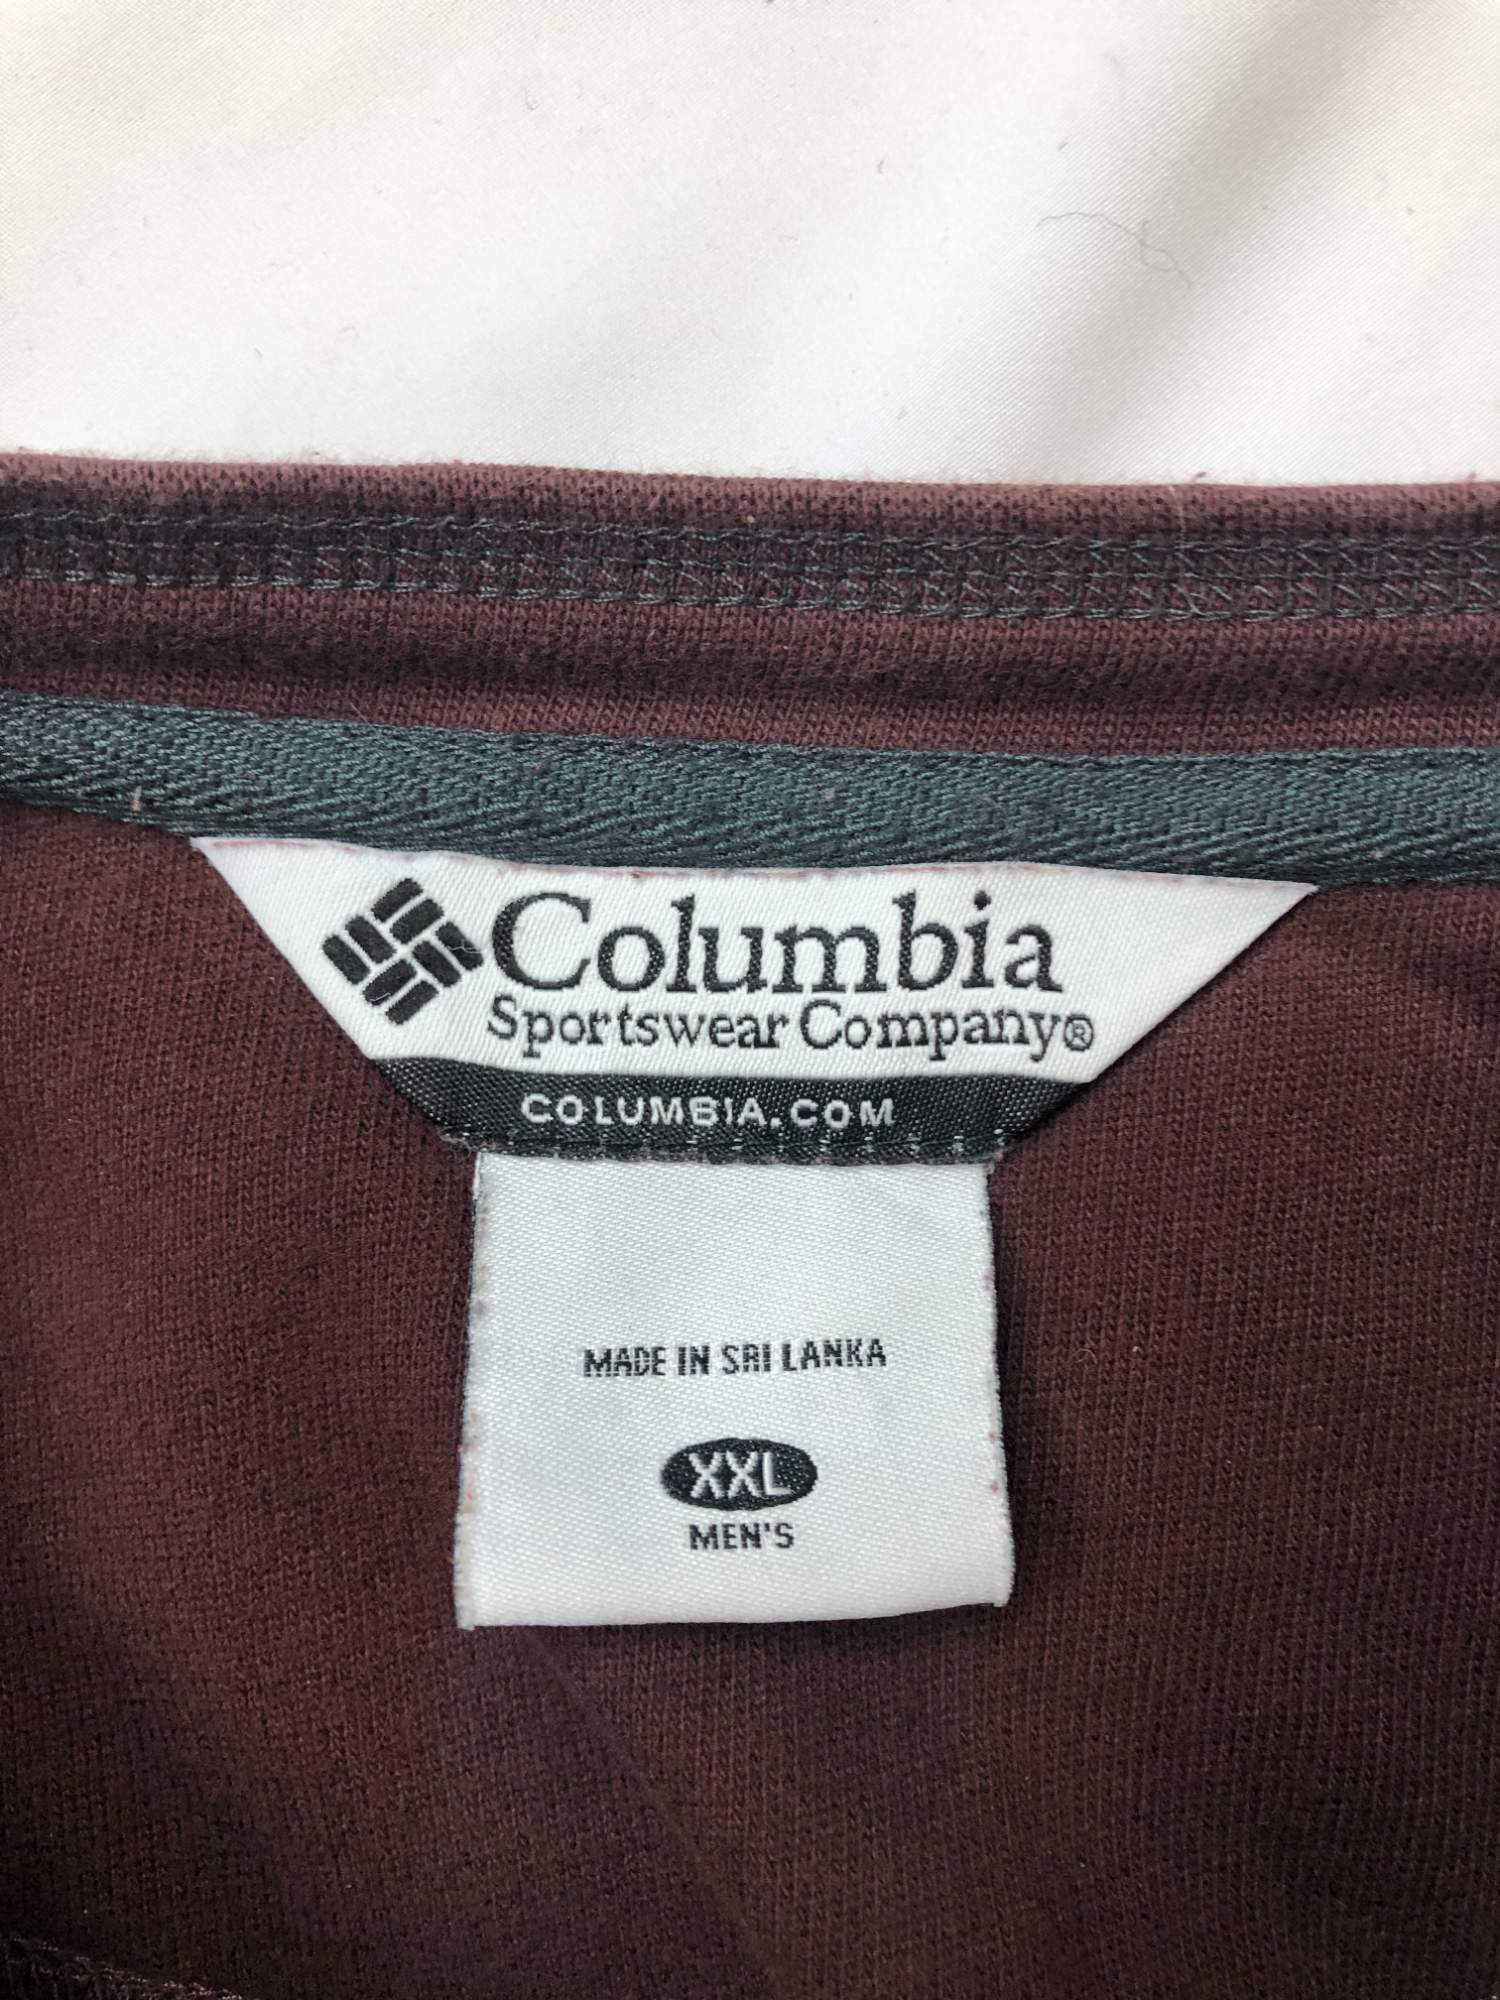 Columbia
Sportswear Company®
COLUMBIA.COM
MADE IN SRI LANKA
XXL
MEN'S